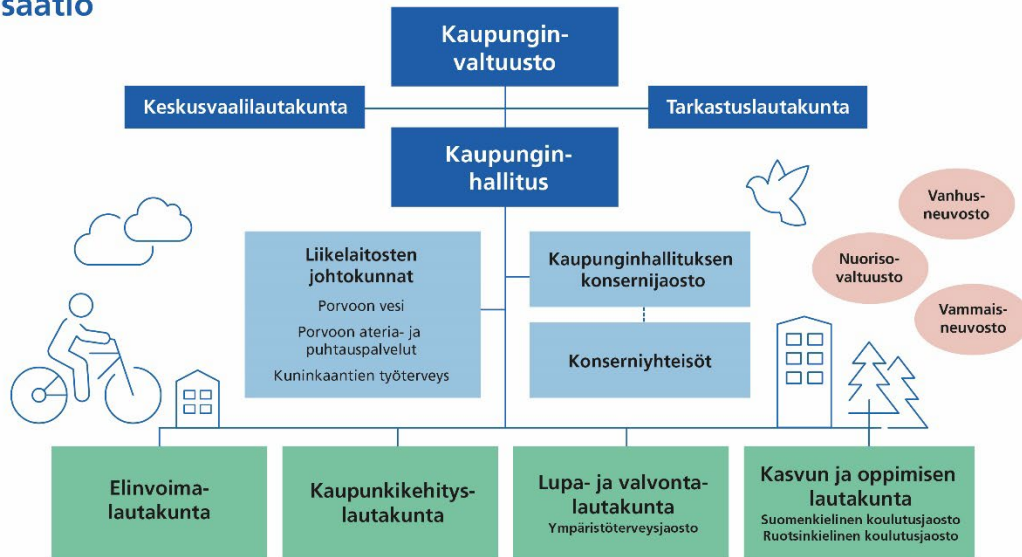 Kaupungin-
valtuusto
Keskusvaalilautakunta
Tarkastuslautakunta
Kaupungin-
hallitus
Vanhus-
neuvosto
Nuoriso-
valtuusto
Vammais-
neuvosto
Liikelaitosten
johtokunnat
Porvoon vesi
Porvoon ateria- ja
puhtauspalvelut
Kuninkaantien työterveys
Kaupunginhallituksen
konsernijaosto
Konserniyhteisöt
Elinvoima-
lautakunta
Kaupunkikehitys-
lautakunta
Lupa- ja valvonta-
lautakunta
Ympäristöterveysjaosto
Kasvun ja oppimisen
lautakunta
Suomenkielinen koulutusjaosto
Ruotsinkielinen koulutusjaosto